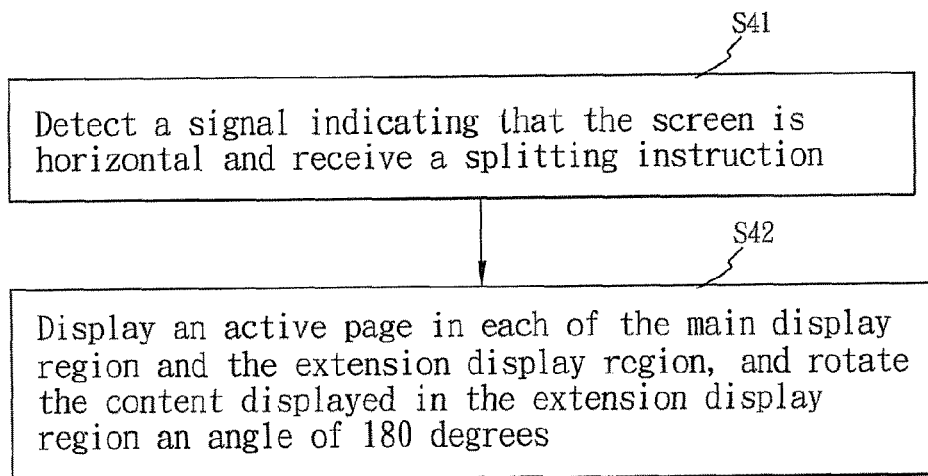 S41
Detect a signal indicating that the screen is
horizontal and receive a splitting instruction
S42
Display an active page in each of the main display
region and the extension display region, and rotate
the content displayed in the extension display
region an angle of 180 degrees